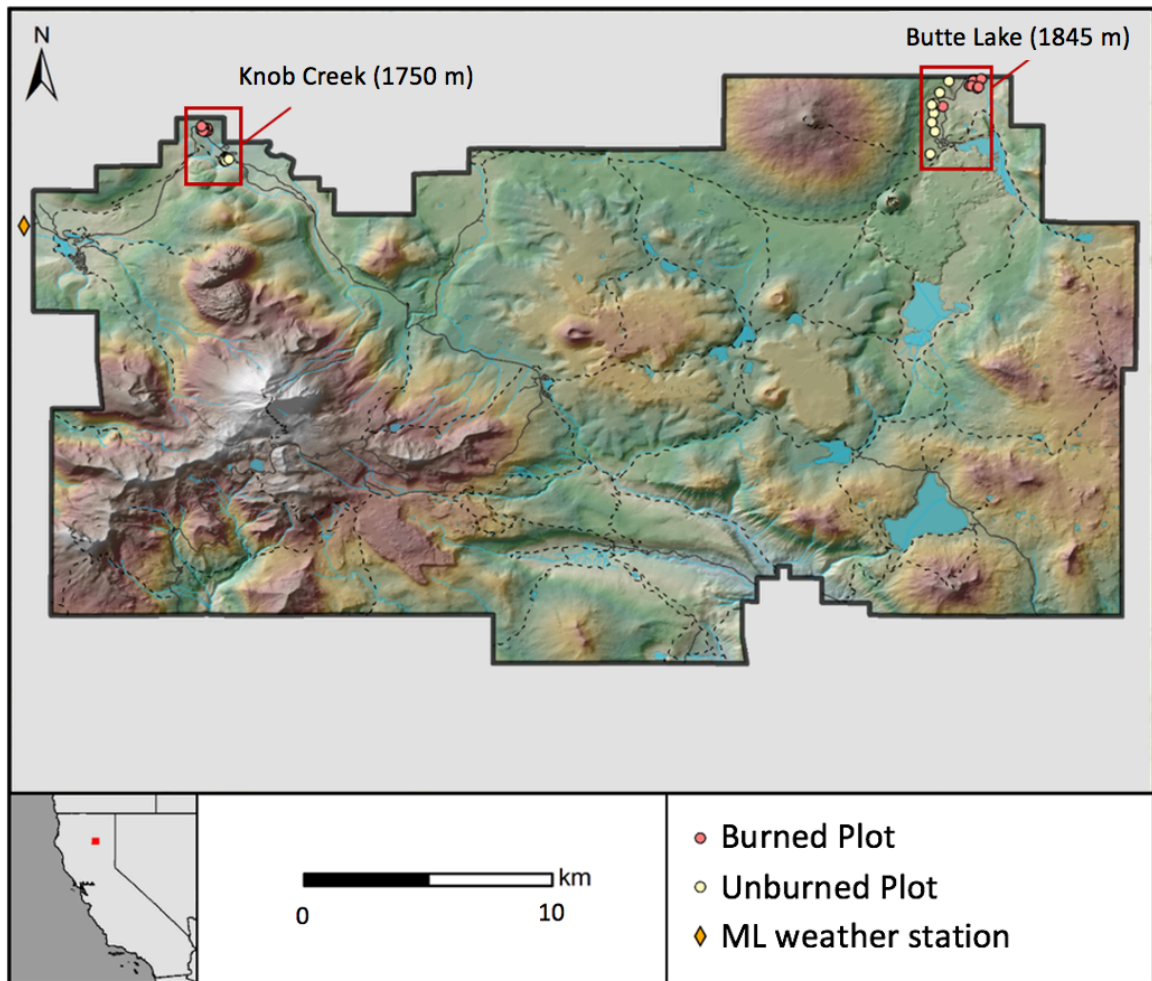 N
Butte Lake (1845 m)
Knob Creek (1750 m)
km
0
10
Burned Plot
Unburned Plot
ML weather station